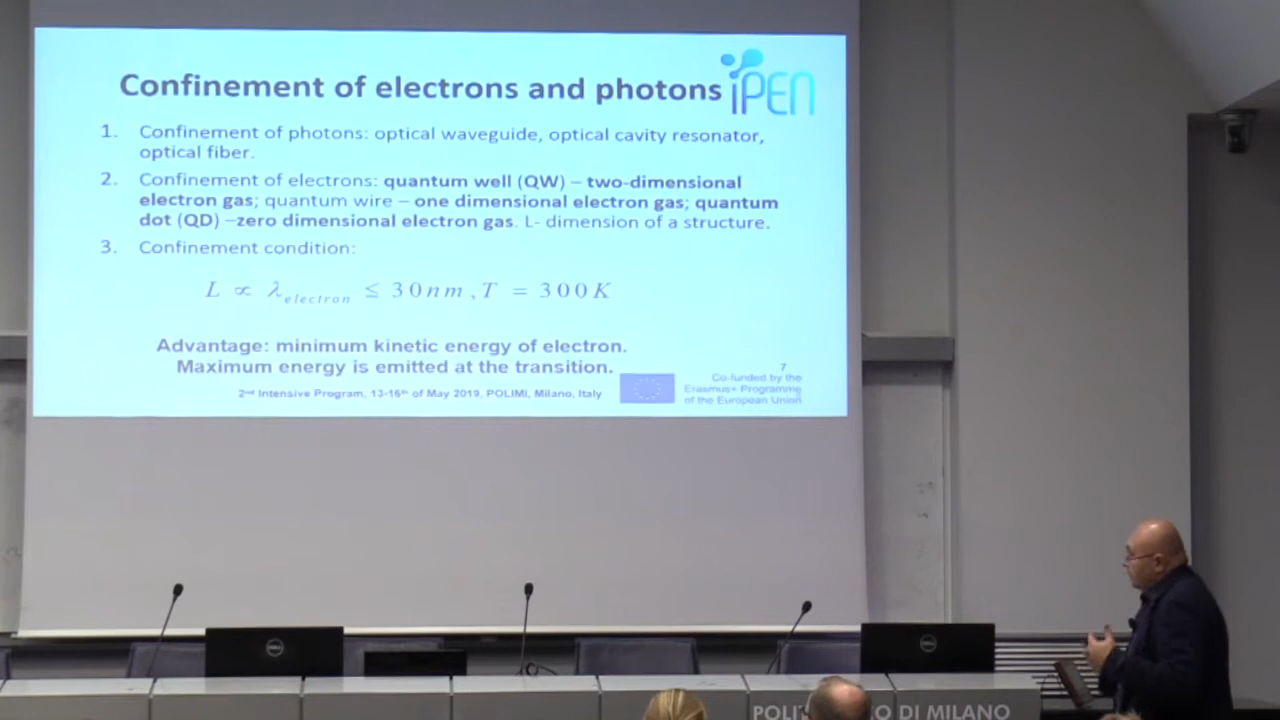 Confinement of electrons and photons
iPEN
1. Confinement of photons: optical waveguide, optical cavity resonator,
optical fiber.
2. Confinement of electrons: quantum well (QW) – two-dimensional
electron gas; quantum wire – one dimensional electron gas; quantum
dot (QD) –zero dimensional electron gas. L- dimension of a structure.
3. Confinement condition:
L ∝ λelectron ≤ 30nm, T = 300K
Advantage: minimum kinetic energy of electron.
Maximum energy is emitted at the transition.
7
2nd Intensive Program, 13-16th of May 2019, POLIMI, Milano, Italy
Co-funded by the
Erasmus+ Programme
of the European Union
DELL
DELL
DI MILANO